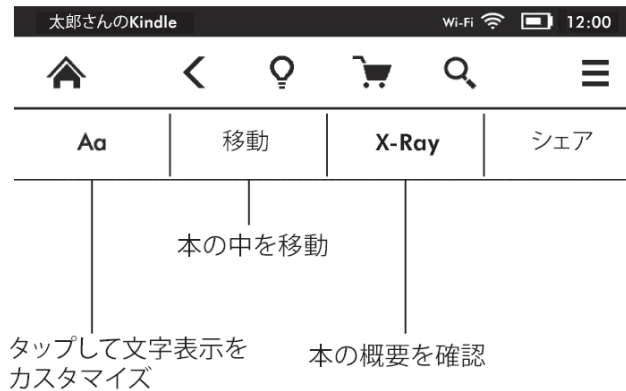 太郎さんのKindle Wi-Fi 12:00
Aa 移動 X-Ray シェア
本の中を移動
タップして文字表示を
カスタマイズ
本の概要を確認